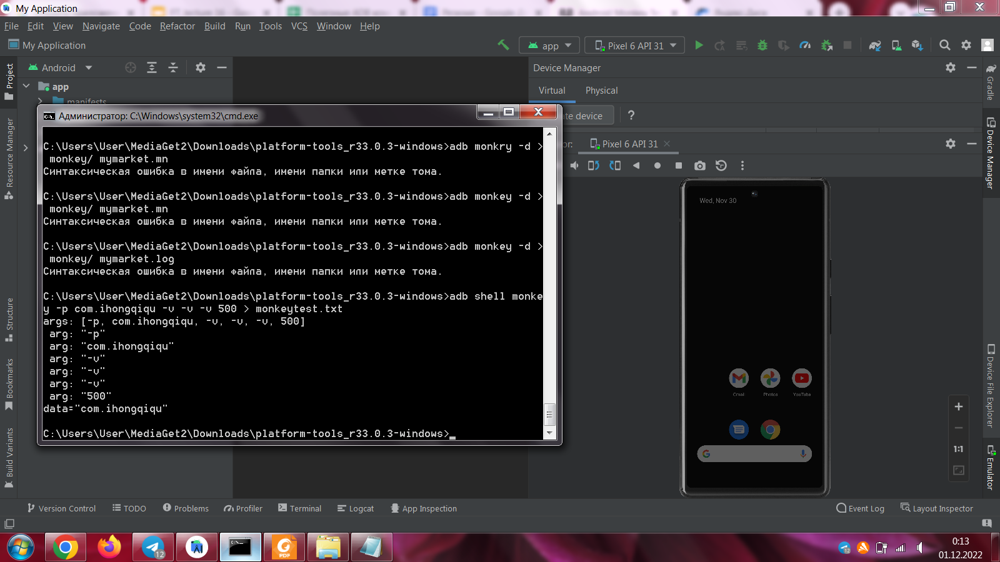 My Application
File Edit View Navigate Code Refactor Build Run Tools VCS Window Help
My Application
app
Pixel 6 API 31
Project
Android
app
manifests
Resource Manager
Structure
Bookmarks
Build Variants
Администратор: C:\Windows\system32\cmd.exe
C:\Users\User\MediaGet2\Downloads\platform-tools_r33.0.3-windows>adb monkry -d >
monkey/ mymarket.mn
Синтаксическая ошибка в имени файла, имени папки или метке тома.
C:\Users\User\MediaGet2\Downloads\platform-tools_r33.0.3-windows>adb monkey -d >
monkey/ mymarket.mn
Синтаксическая ошибка в имени файла, имени папки или метке тома.
C:\Users\User\MediaGet2\Downloads\platform-tools_r33.0.3-windows>adb monkey -d >
monkey/ mymarket.log
Синтаксическая ошибка в имени файла, имени папки или метке тома.
C:\Users\User\MediaGet2\Downloads\platform-tools_r33.0.3-windows>adb shell monke
y -p com.ihongqiqu -v -v -v 500 > monkeytest.txt
args: [-p, com.ihongqiqu, -v, -v, -v, 500]
arg: "-p"
arg: "com.ihongqiqu"
arg: "-v"
arg: "-v"
arg: "-v"
arg: "500"
data="com.ihongqiqu"
C:\Users\User\MediaGet2\Downloads\platform-tools_r33.0.3-windows>
Device Manager
Virtual Physical
te device ?
or: Pixel 6 API 31
Wed, Nov 30
Gmail Photos YouTube
1:1
Gradle
Device Manager
Device File Explorer
Emulator
Version Control TODO Problems Profiler Terminal Logcat App Inspection Event Log Layout Inspector
12
PDF
12
0:13
01.12.2022